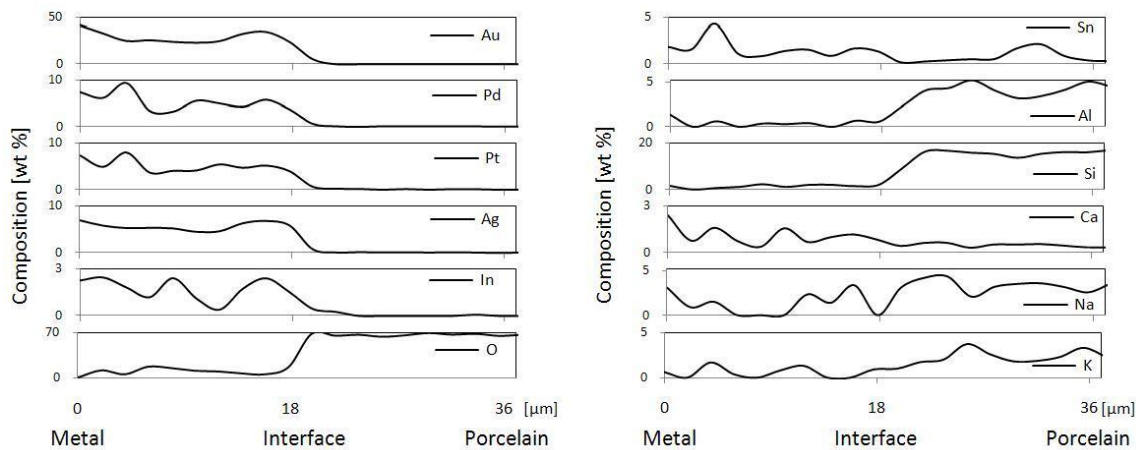 50
Au
0
10
Pd
0
10
Pt
0
10
Ag
0
3
In
0
70
O
0
Composition [wt %]
0 18 36 [μm]
Metal Interface Porcelain
5
Sn
0
5
Al
0
20
Si
0
3
Ca
0
5
Na
0
5
K
0
Composition [wt %]
0 18 36 [μm]
Metal Interface Porcelain